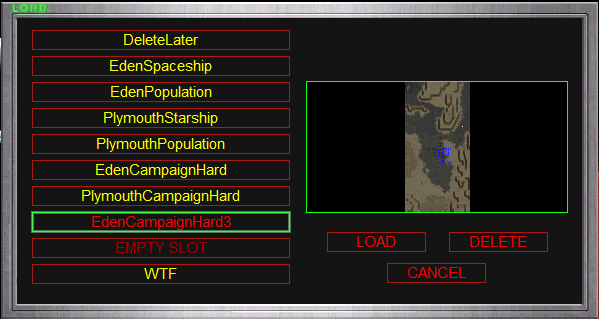 LOAD
DeleteLater
EdenSpaceship
EdenPopulation
PlymouthStarship
PlymouthPopulation
EdenCampaignHard
PlymouthCampaignHard
EdenCampaignHard3
EMPTY SLOT
WTF
LOAD DELETE
CANCEL